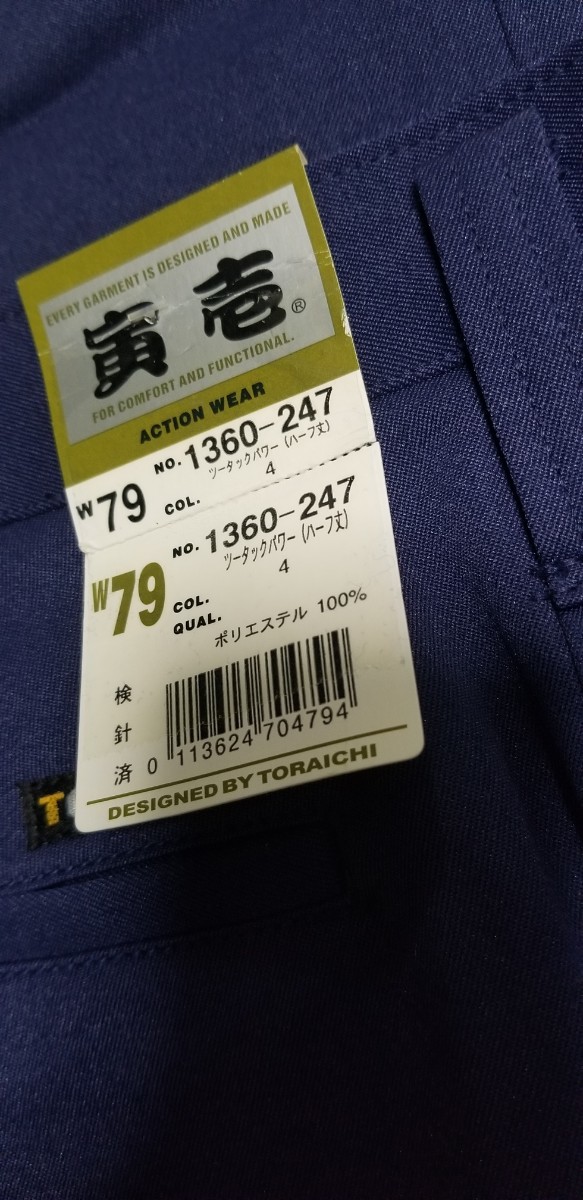 EVERY GARMENT IS DESIGNED AND MADE
寅壱®
FOR COMFORT AND FUNCTIONAL.
ACTION WEAR
NO. 1360-247
ツータックパワー(ハーフ丈)
W79 COL. 4
NO. 1360-247
ツータックパワー(ハーフ丈)
W79 COL. 4
QUAL. ポリエステル 100%
検針済
0 113624 704794
DESIGNED BY TORAICHI